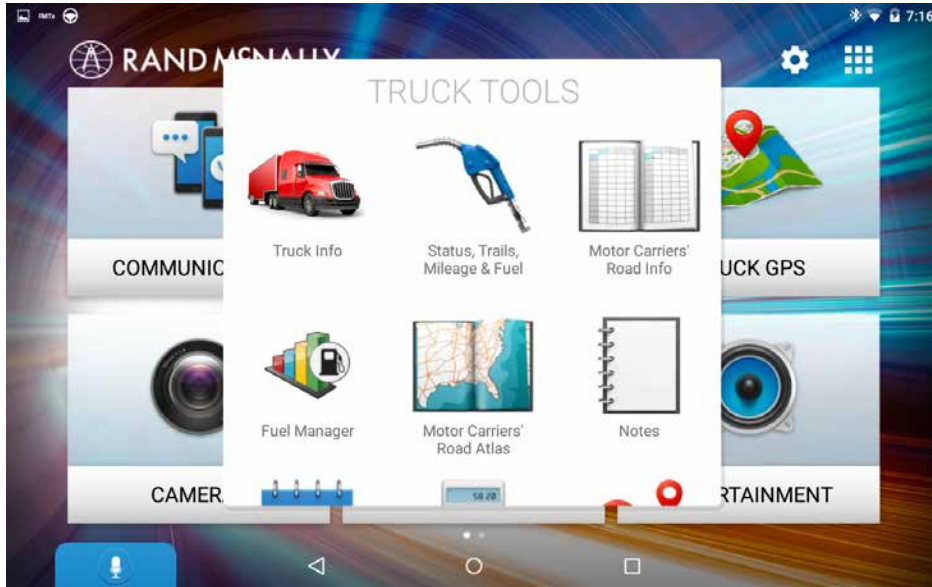 FMTx
7:16
RAND MCNALLY
TRUCK TOOLS
Truck Info
Status, Trails,
Mileage & Fuel
Motor Carriers'
Road Info
COMMUNIC
UCK GPS
Fuel Manager
Motor Carriers'
Road Atlas
Notes
CAMER
RTAINMENT